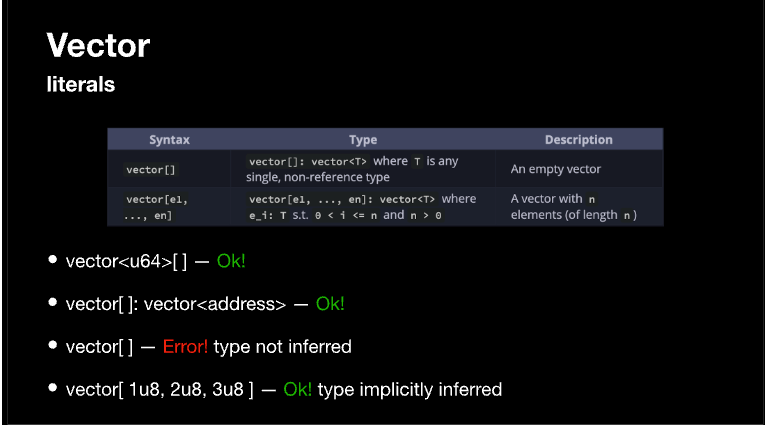 Vector
literals
Syntax Type Description
vector[] vector[]: vector<T> where T is any single, non-reference type An empty vector
vector[e1, ..., en] vector[e1, ..., en]: vector<T> where e_i: T s.t. 0 < i <= n and n > 0 A vector with n elements (of length n)
• vector<u64>[ ] — Ok!
• vector[ ]: vector<address> — Ok!
• vector[ ] — Error! type not inferred
• vector[ 1u8, 2u8, 3u8 ] — Ok! type implicitly inferred